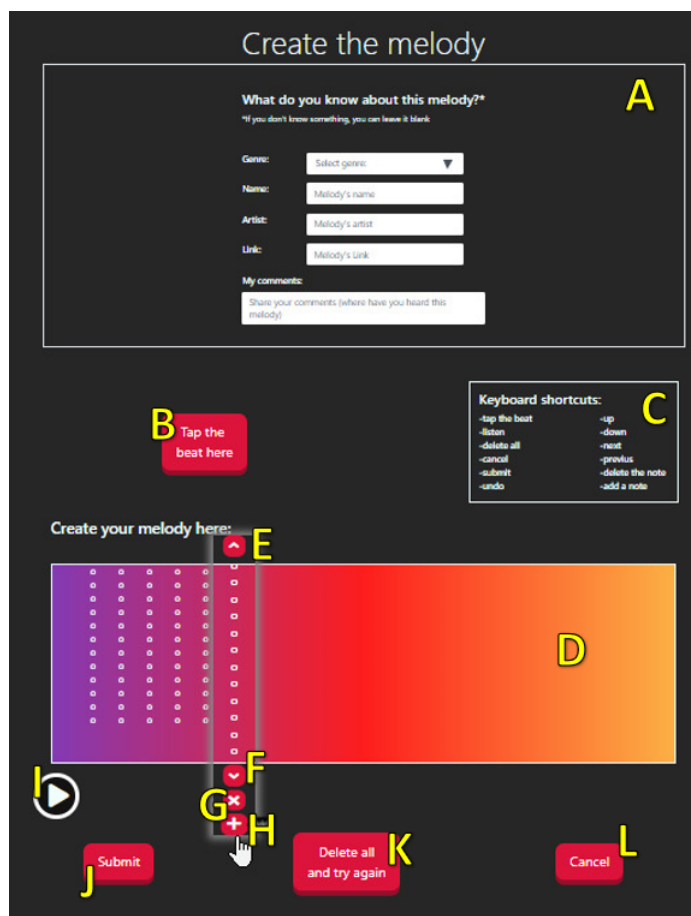 Create the melody
A
What do you know about this melody?*
*If you don't know something, you can leave it blank
Genre:
Select genre:
Name:
Melody's name
Artist:
Melody's artist
Link:
Melody's Link
My comments:
Share your comments (where have you heard this
melody)
B
Tap the
beat here
Keyboard shortcuts:
C
-tap the beat
-up
-listen
-down
-delete all
-next
-cancel
-previus
-submit
-delete the note
-undo
-add a note
Create your melody here:
E
D
F
I
G
H
Submit
J
Delete all
and try again
K
Cancel
L